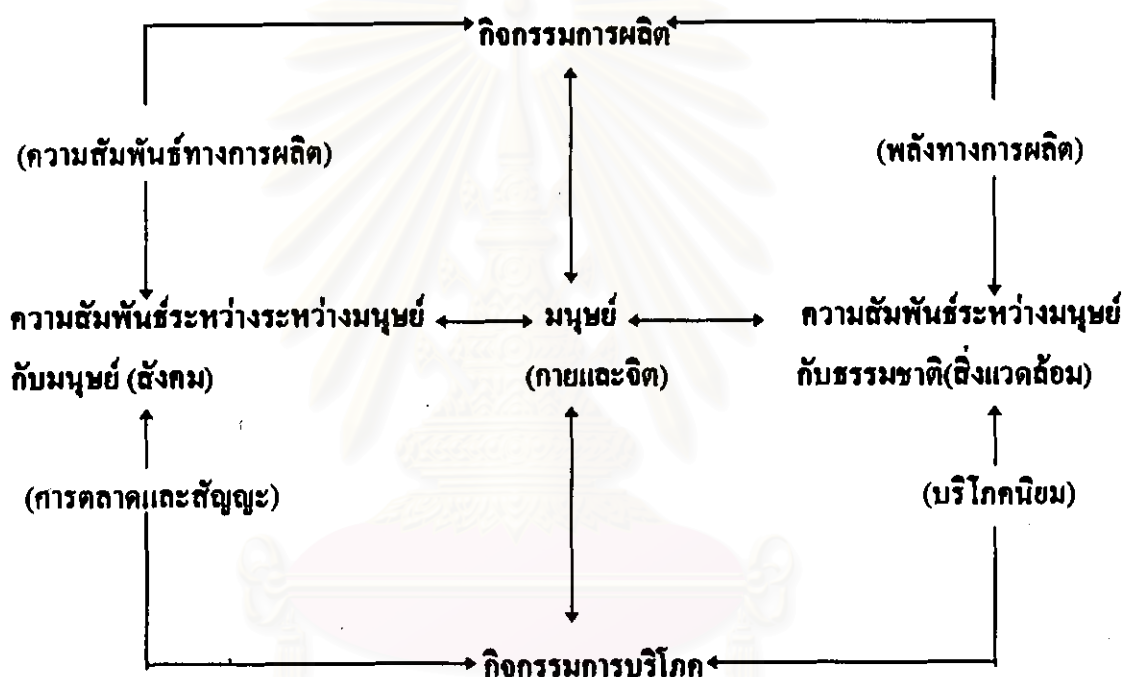 กิจกรรมการผลิต
(ความสัมพันธ์ทางการผลิต)
(พลังทางการผลิต)
ความสัมพันธ์ระหว่างระหว่างมนุษย์
กับมนุษย์ (สังคม)
มนุษย์
(กายและจิต)
ความสัมพันธ์ระหว่างมนุษย์
กับธรรมชาติ(สิ่งแวดล้อม)
(การตลาดและสัญญะ)
(บริโภคนิยม)
กิจกรรมการบริโภค